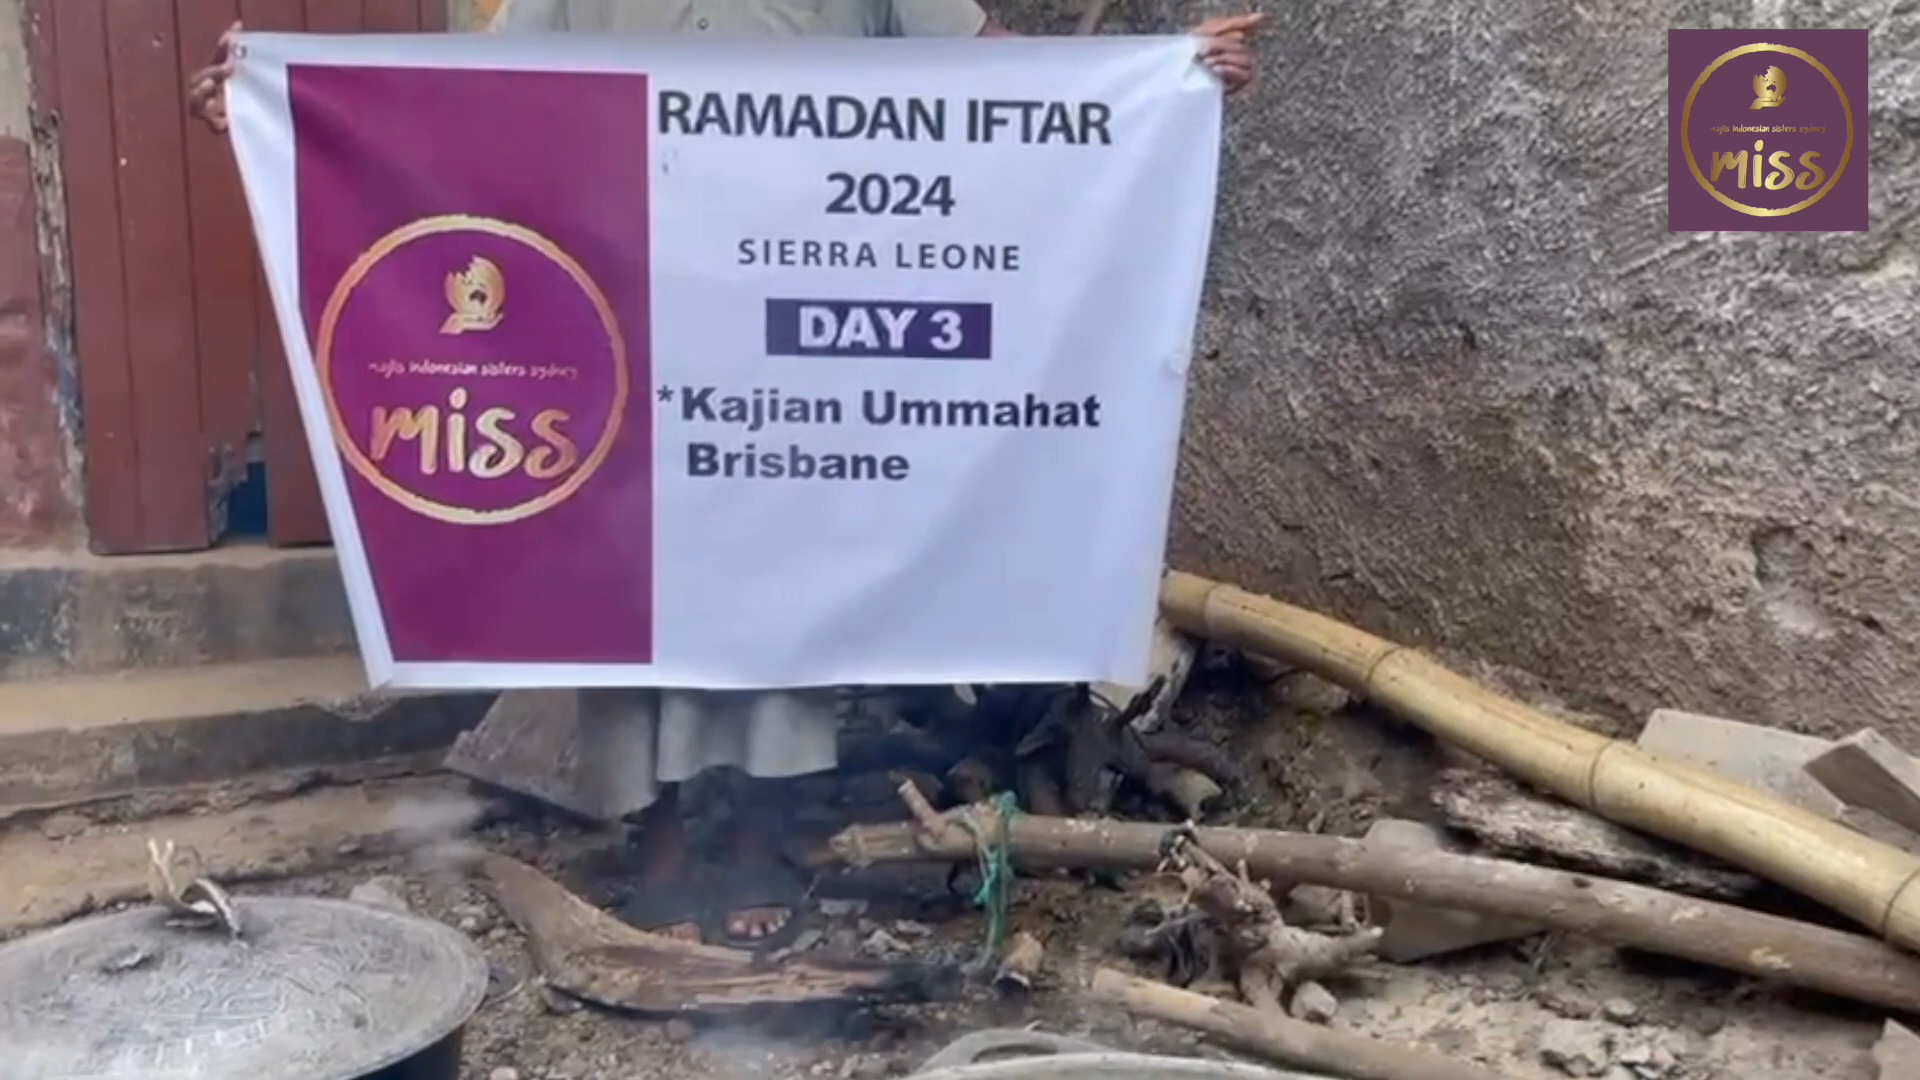 RAMADAN IFTAR
2024
SIERRA LEONE
DAY 3
*Kajian Ummahat
Brisbane
majlis indonesian sisters sydney
miss
majlis indonesian sisters sydney
miss